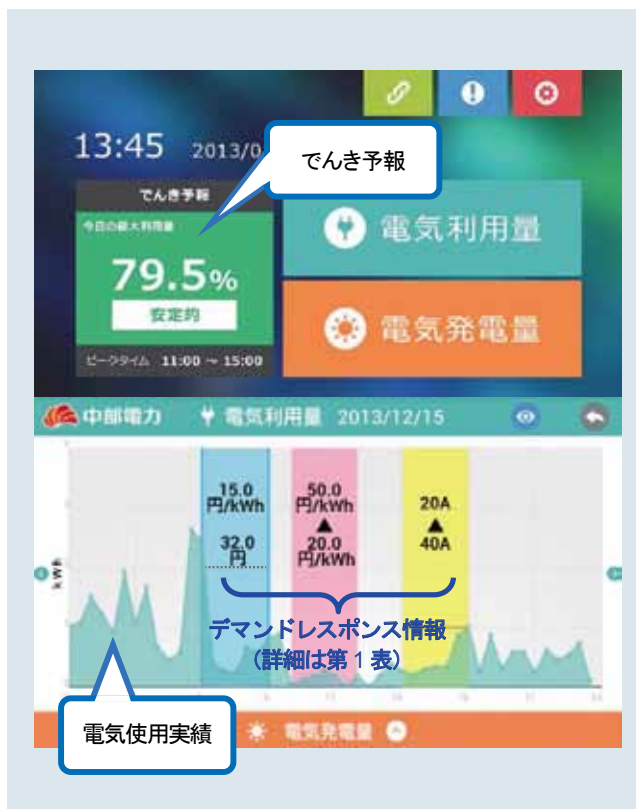 13:45 2013/0
でんき予報
でんき予報
今日の最大利用量
79.5%
安定的
ピークタイム 11:00 ~ 15:00
電気利用量
電気発電量
中部電力 電気利用量 2013/12/15
kWh
15.0
円/kWh
32.0
円
50.0
円/kWh
▲
20.0
円/kWh
20A
▲
40A
デマンドレスポンス情報
(詳細は第1表)
電気使用実績
電気発電量